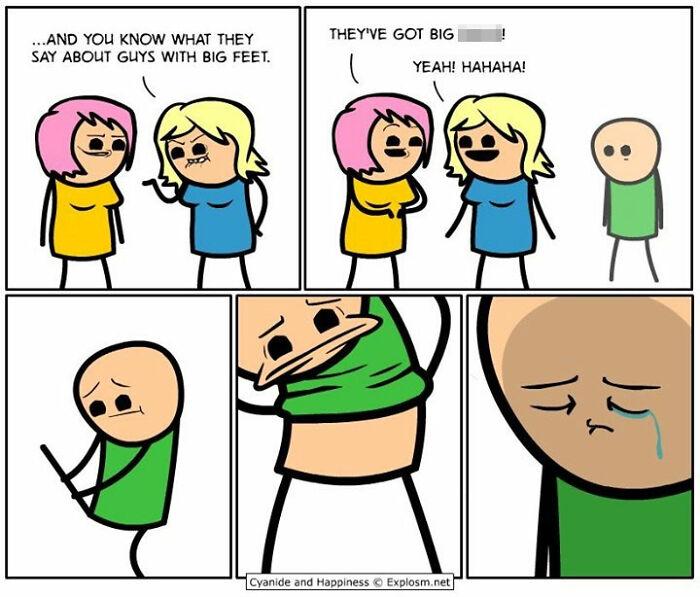 ...AND YOU KNOW WHAT THEY
SAY ABOUT GUYS WITH BIG FEET.
THEY'VE GOT BIG !
YEAH! HAHAHA!
Cyanide and Happiness © Explosm.net